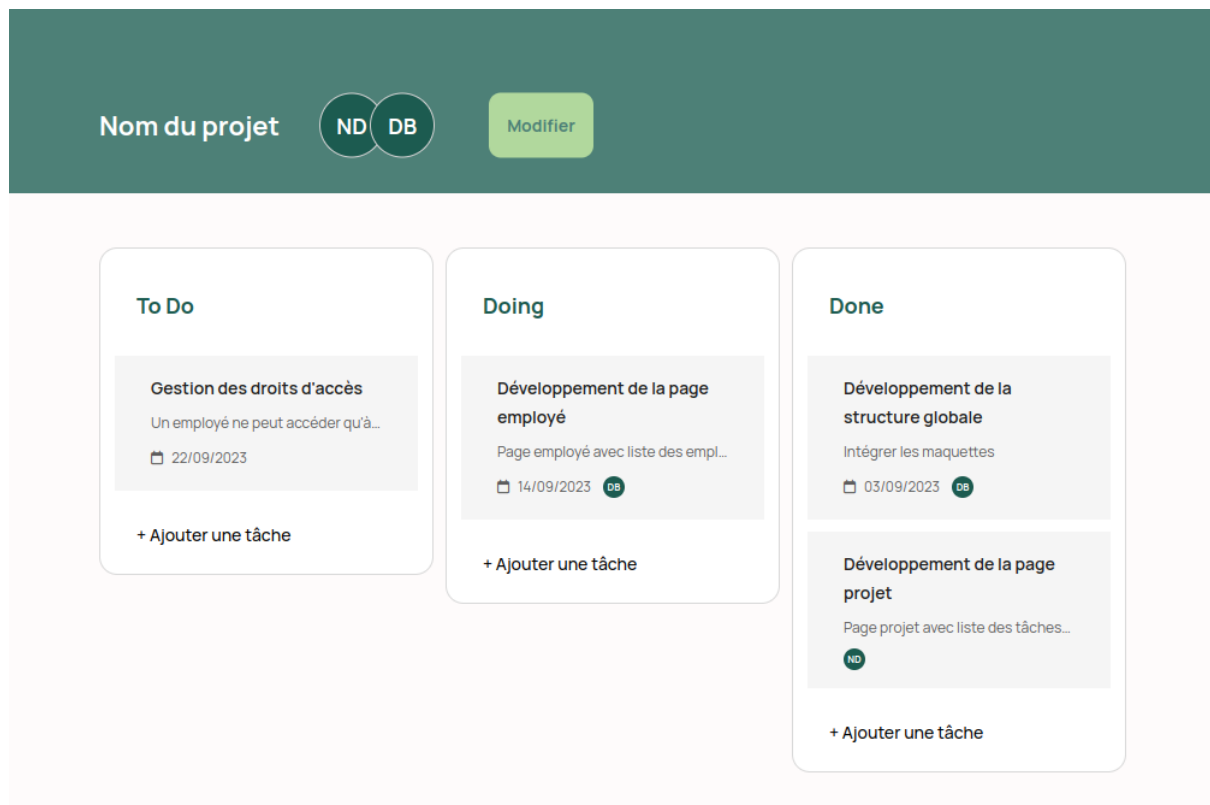 Nom du projet
ND
DB
Modifier
To Do
Gestion des droits d'accès
Un employé ne peut accéder qu'à...
22/09/2023
+ Ajouter une tâche
Doing
Développement de la page
employé
Page employé avec liste des empl...
14/09/2023 DB
+ Ajouter une tâche
Done
Développement de la
structure globale
Intégrer les maquettes
03/09/2023 DB
Développement de la page
projet
Page projet avec liste des tâches...
ND
+ Ajouter une tâche